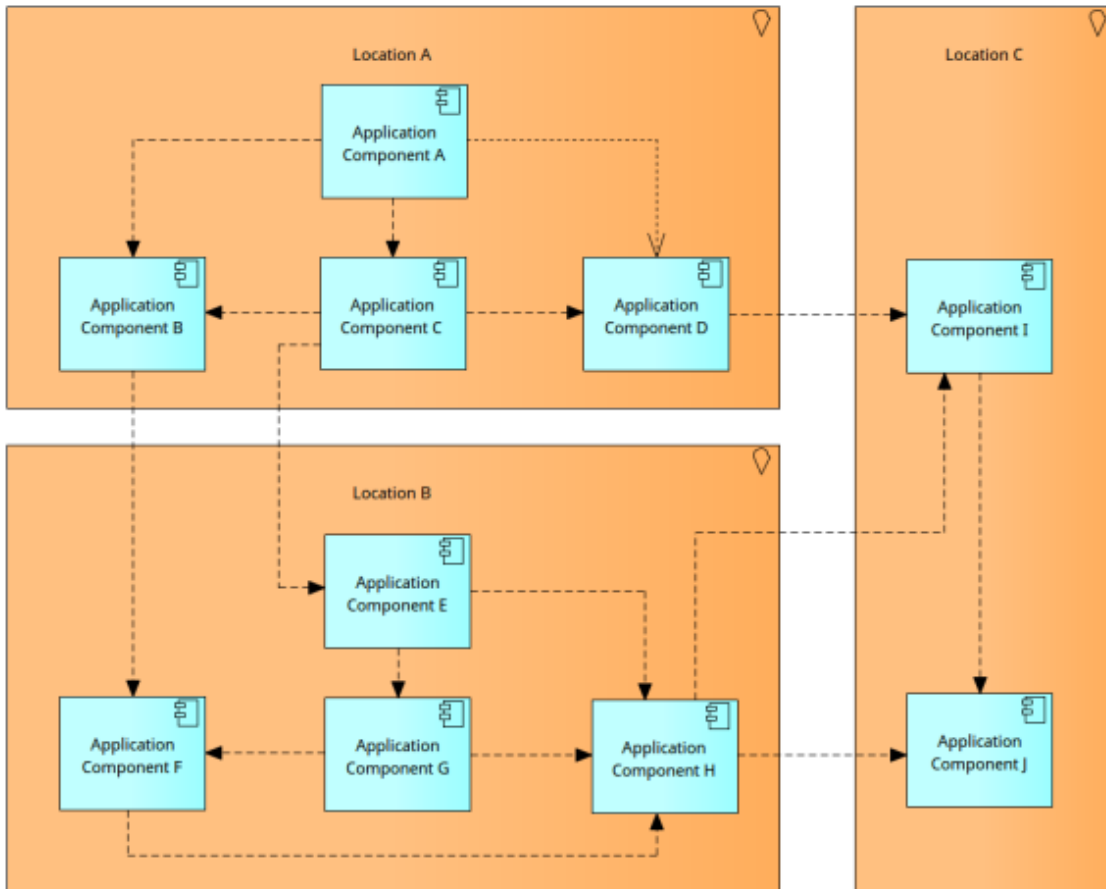 Location A
Location C
Application
Component A
Application
Component B
Application
Component C
Application
Component D
Application
Component I
Location B
Application
Component E
Application
Component F
Application
Component G
Application
Component H
Application
Component J